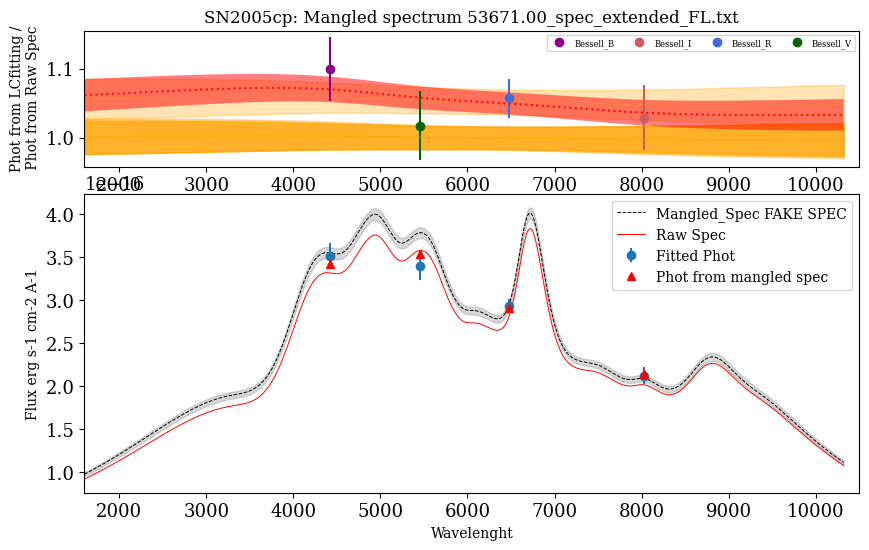 SN2005cp: Mangled spectrum 53671.00_spec_extended_FL.txt
Phot from LCfitting /
Phot from Raw Spec
1.1
1.0
Bessell_B Bessell_I Bessell_R Bessell_V
2000 3000 4000 5000 6000 7000 8000 9000 10000
1e−16
Flux erg s-1 cm-2 A-1
4.0
3.5
3.0
2.5
2.0
1.5
1.0
Mangled_Spec FAKE SPEC
Raw Spec
Fitted Phot
Phot from mangled spec
2000 3000 4000 5000 6000 7000 8000 9000 10000
Wavelenght